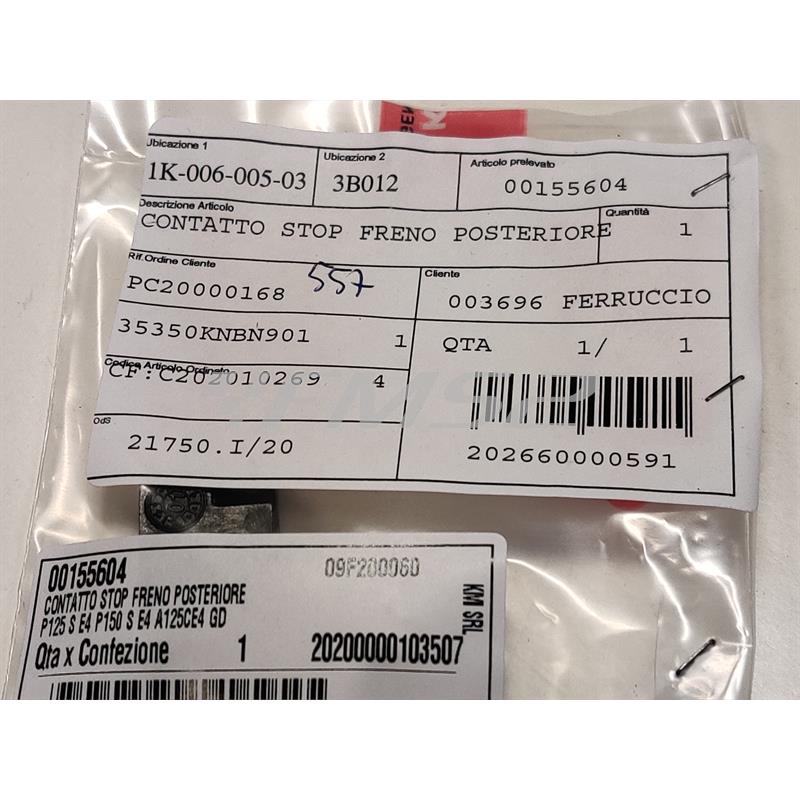 Ubicazione 1
1K-006-005-03
Ubicazione 2
3B012
Articolo prelevato
00155604
Descrizione Articolo
CONTATTO STOP FRENO POSTERIORE
Quantità
1
Rif.Ordine Cliente
PC20000168
557
Cliente
003696 FERRUCCIO
35350KNBN901 1
QTA 1/ 1
Codice Articolo Ordinato
CF:C202010269 4
OdS
21750.I/20
202660000591
00155604
09F200060
CONTATTO STOP FRENO POSTERIORE
P125 S E4 P150 S E4 A125CE4 GD
KM SRL
Qta x Confezione 1 20200000103507